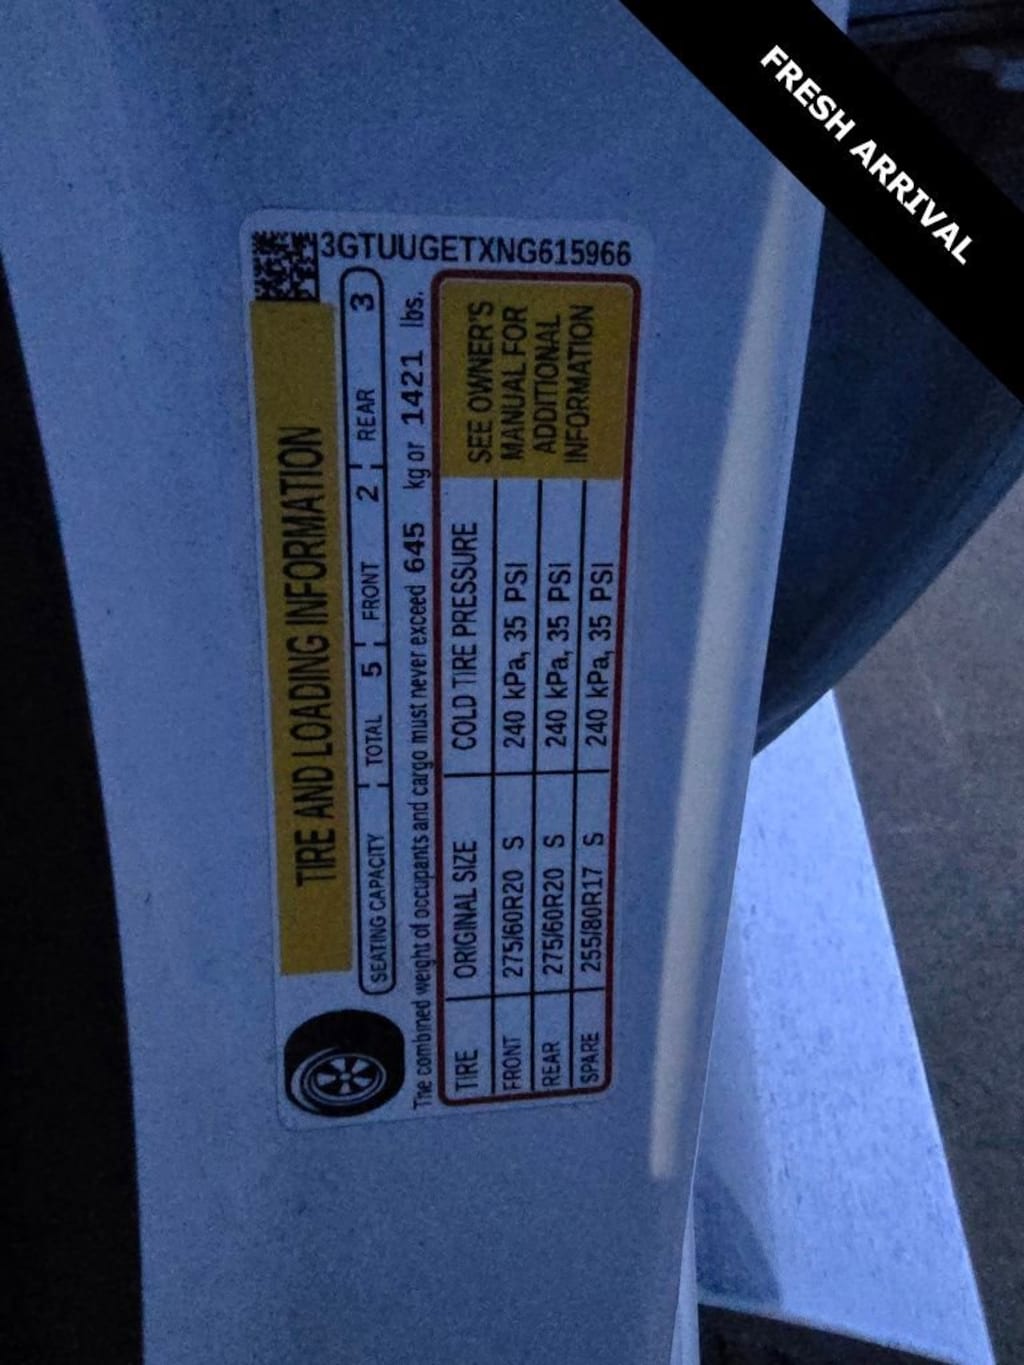 FRESH ARRIVAL
3GTUUGETXNG615966
TIRE AND LOADING INFORMATION
SEATING CAPACITY TOTAL 5 FRONT 2 REAR 3
The combined weight of occupants and cargo must never exceed 645 kg or 1421 lbs.
TIRE ORIGINAL SIZE COLD TIRE PRESSURE
FRONT 275/60R20 S 240 kPa, 35 PSI
REAR 275/60R20 S 240 kPa, 35 PSI
SPARE 255/80R17 S 240 kPa, 35 PSI
SEE OWNER'S
MANUAL FOR
ADDITIONAL
INFORMATION